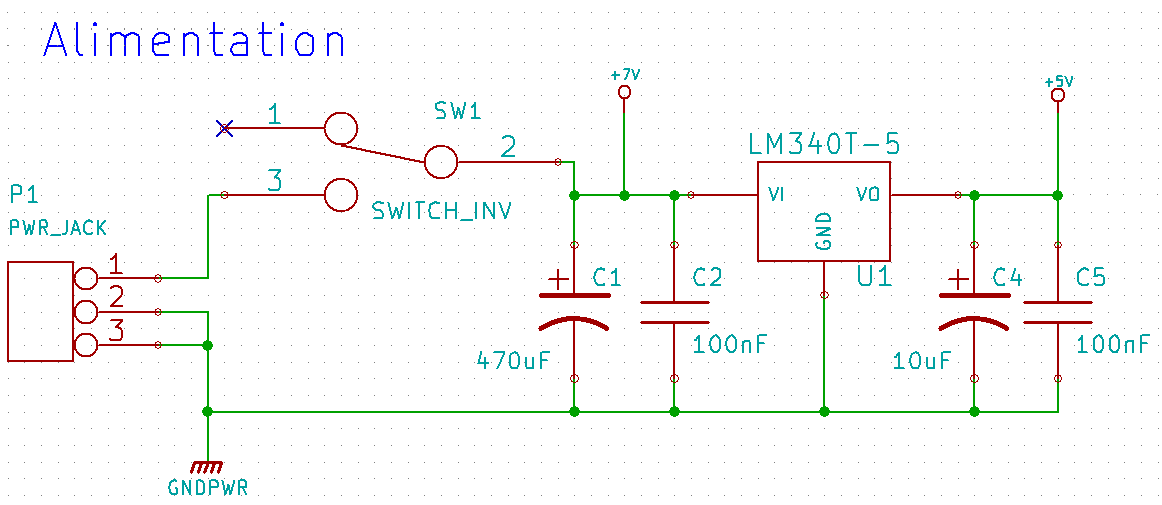 Alimentation
+7V
+5V
1
SW1
2
LM340T-5
3
SWITCH_INV
P1
PWR_JACK
VI
VO
GND
1
2
3
C1
C2
U1
C4
C5
+
+
470uF
100nF
10uF
100nF
GNDPWR